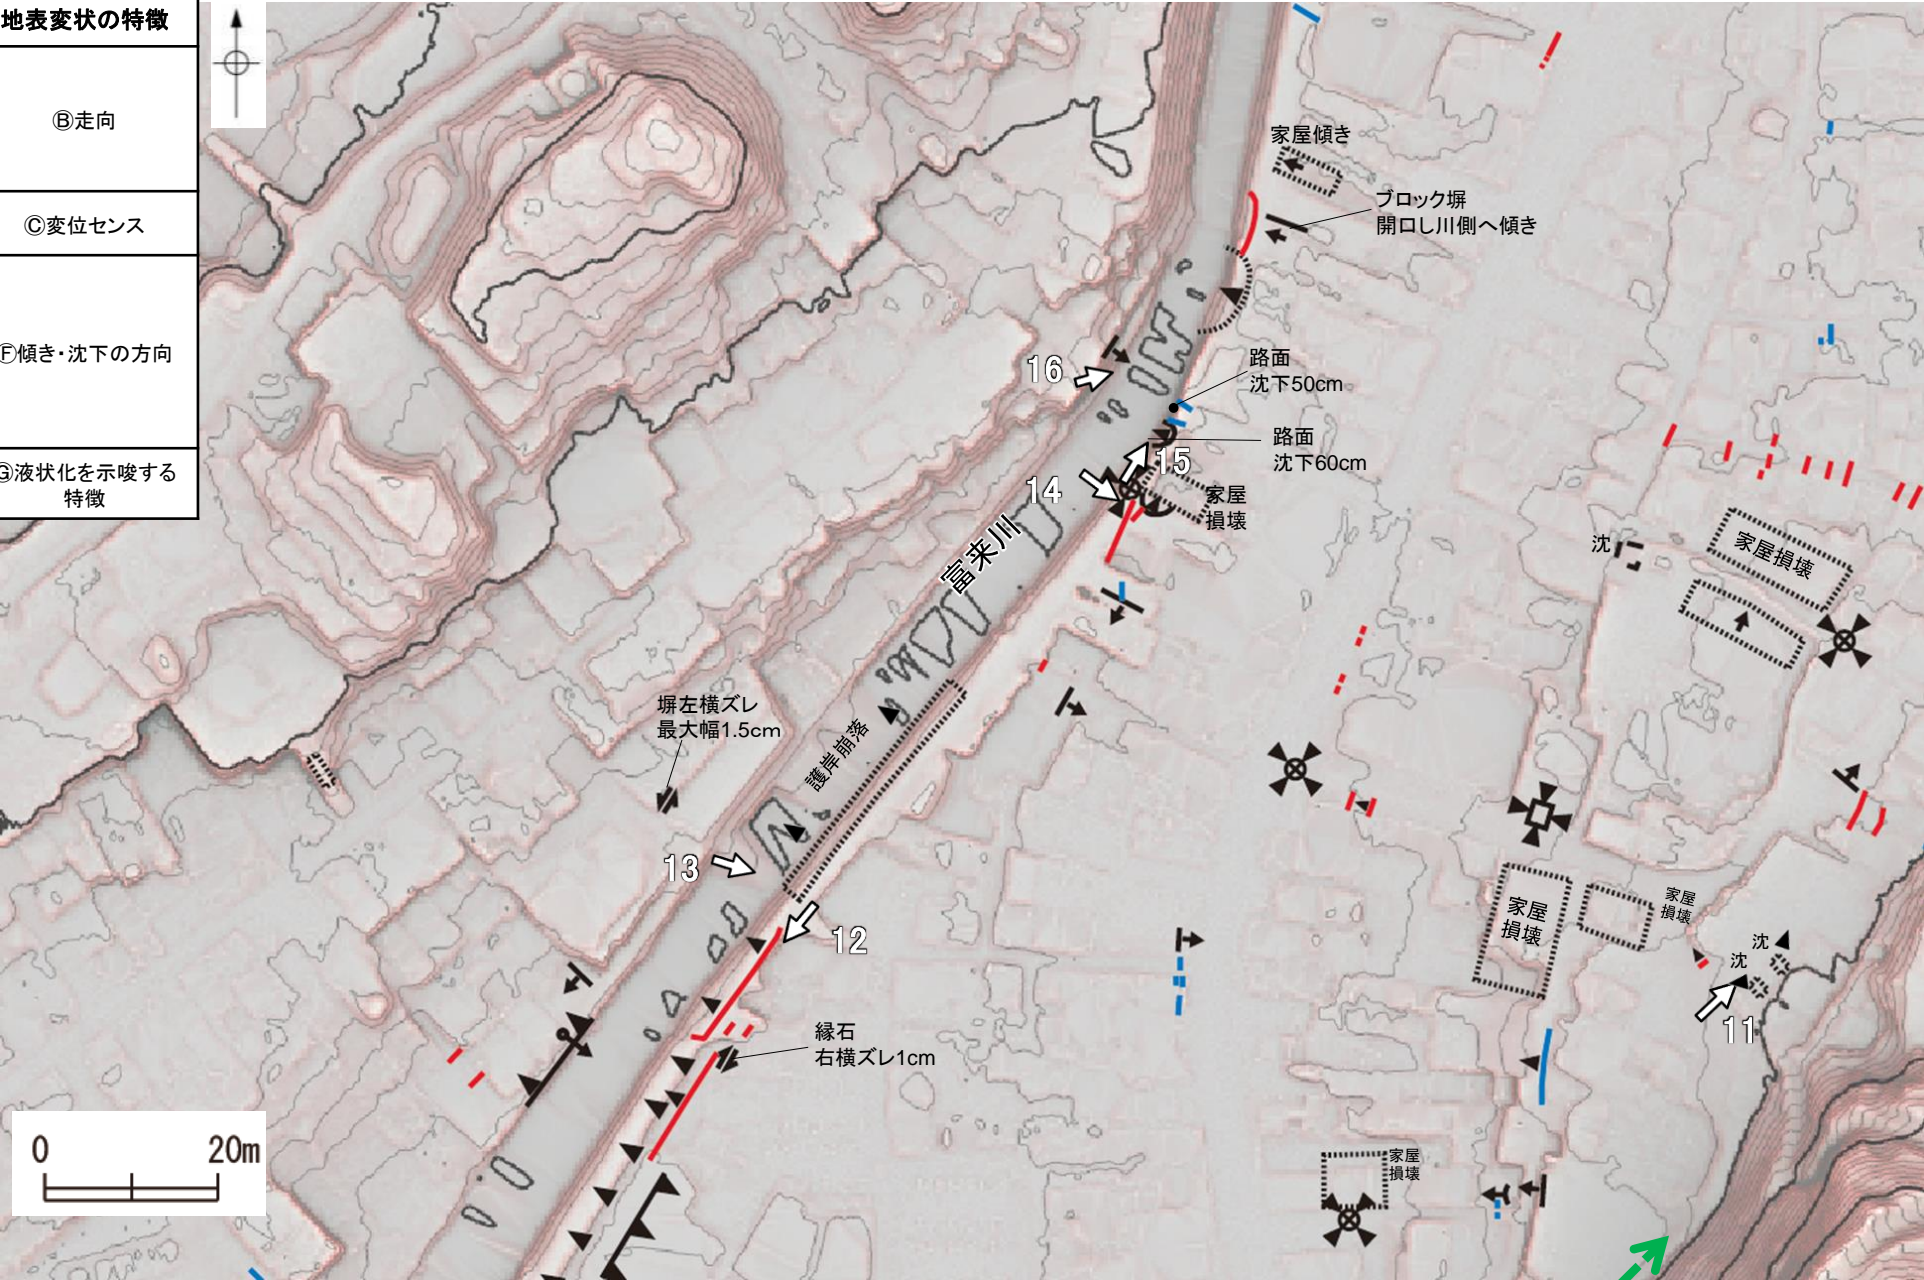 地表変状の特徴
Ⓑ走向
Ⓒ変位センス
Ⓕ傾き・沈下の方向
Ⓖ液状化を示唆する
特徴
家屋傾き
ブロック塀
開口し川側へ傾き
16
路面
沈下50cm
路面
沈下60cm
15
14
家屋
損壊
富来川
沈
家屋損壊
塀左横ズレ
最大幅1.5cm
護岸崩落
13
12
家屋
損壊
家屋
損壊
沈
沈
11
縁石
右横ズレ1cm
0
20m
家屋
損壊